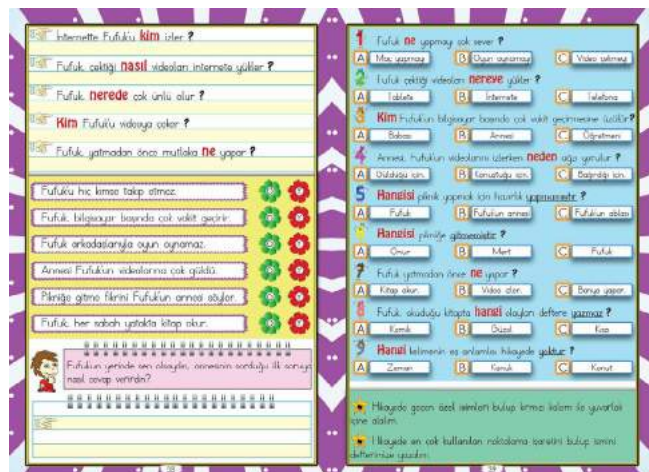 İnternette Fufuk'u kim izler ?
Fufuk, çektiği nasıl videoları internete yükler ?
Fufuk, nerede çok ünlü olur ?
Kim Fufuk'u videoya çeker ?
Fufuk, yatmadan önce mutlaka ne yapar ?
Fufuk'u hiç kimse takip etmez.
Fufuk, bilgisayar başında çok vakit geçirir.
Fufuk arkadaşlarıyla oyun oynamaz.
Annesi Fufuk'un videolarına çok güldü.
Pikniğe gitme fikrini Fufuk'un annesi söyler.
Fufuk, her sabah yatakta kitap okur.
Fufuk'un yerinde sen olsaydın, annesinin sorduğu ilk soruya
nasıl cevap verirdin?
1 Fufuk ne yapmayı çok sever ?
A Maç yapmayı B Oyun oynamayı C Video çekmeyi
2 Fufuk çektiği videoları nereye yükler ?
A Tablete B İnternete C Telefona
3 Kim Fufuk'un bilgisayar başında çok vakit geçirmesine üzülür?
A Babası B Annesi C Öğretmeni
4 Annesi, Fufuk'un videolarını izlerken neden ağzı yorulur ?
A Güldüğü için. B Konuştuğu için. C Bağırdığı için.
5 Hangisi piknik yapmak için hazırlık yapmamıştır ?
A Fufuk B Fufuk'un annesi C Fufuk'un ablası
6 Hangisi pikniğe gitmemiştir ?
A Onur B Mert C Fufuk
7 Fufuk yatmadan önce ne yapar ?
A Kitap okur. B Video izler. C Banyo yapar.
8 Fufuk, okuduğu kitapta hangi olayları deftere yazmaz ?
A Komik B Güzel C Kısa
9 Hangi kelimenin eş anlamlısı hikayede yoktur ?
A Zaman B Konuk C Konut
Hikayede geçen özel isimleri bulup kırmızı kalem ile yuvarlak
içine alalım.
Hikayede en çok kullanılan noktalama işaretini bulup ismini
defterimize yazalım.